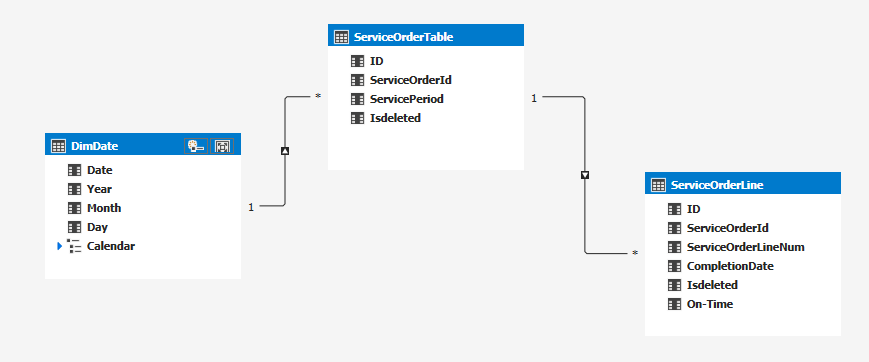 ServiceOrderTable
ID
ServiceOrderId
ServicePeriod
Isdeleted
*
1
DimDate
Date
Year
Month
Day
Calendar
1
ServiceOrderLine
ID
ServiceOrderId
ServiceOrderLineNum
CompletionDate
Isdeleted
On-Time
*